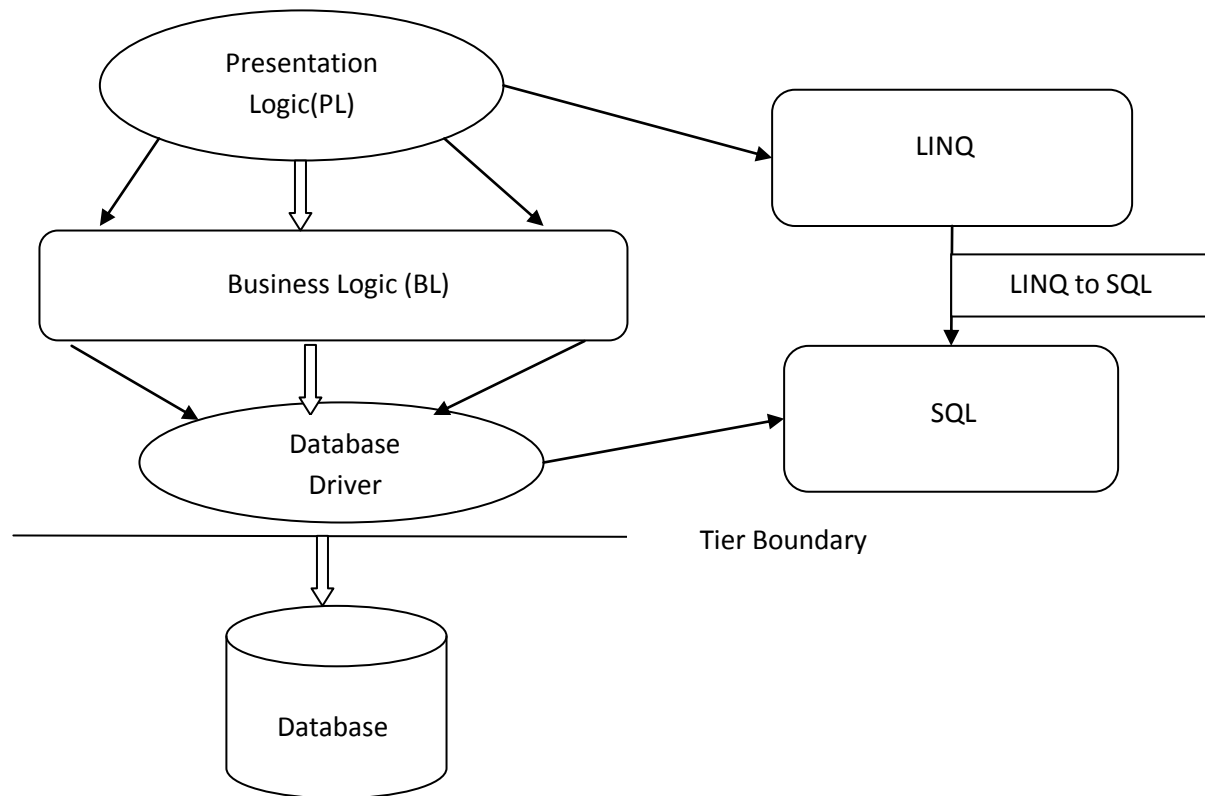 Presentation
Logic(PL)
LINQ
Business Logic (BL)
LINQ to SQL
SQL
Database
Driver
Tier Boundary
Database